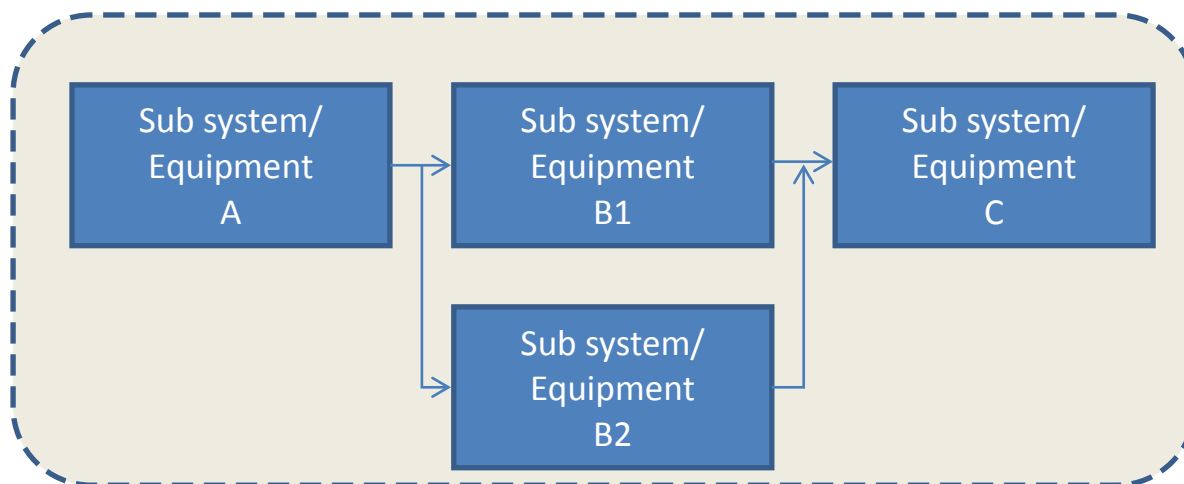 Sub system/
Equipment
A
Sub system/
Equipment
B1
Sub system/
Equipment
C
Sub system/
Equipment
B2